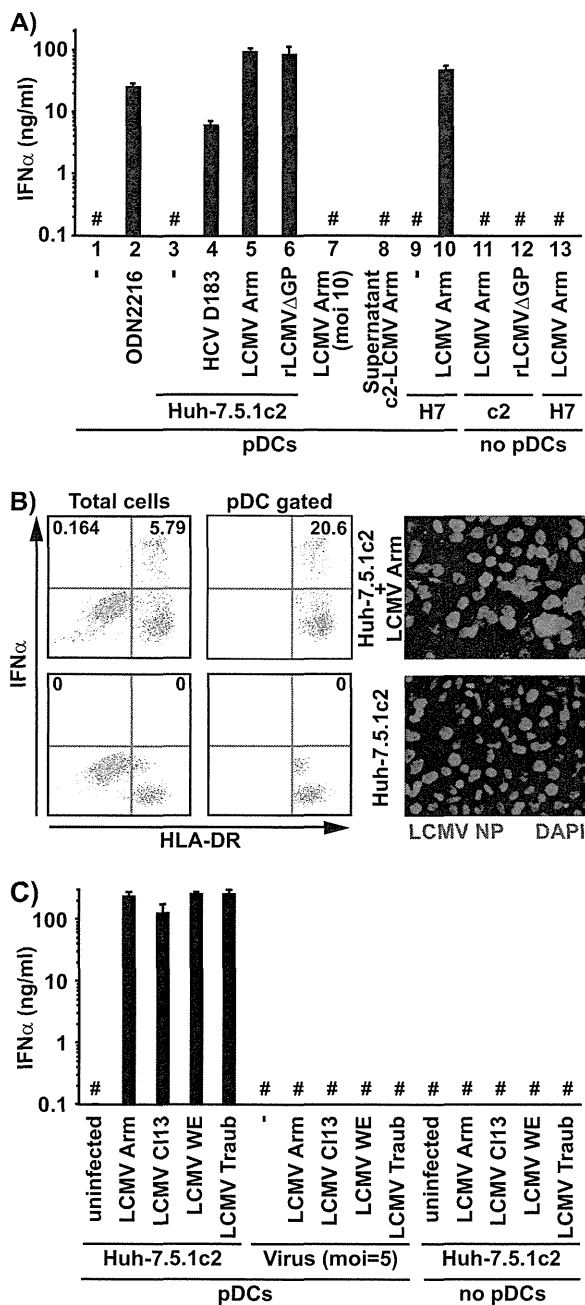 A)
IFNα (ng/ml)
100
10
1
0.1
# # # # # # # #
1 2 3 4 5 6 7 8 9 10 11 12 13
-
ODN2216
-
HCV D183
LCMV Arm
rLCMVΔGP
LCMV Arm (moi 10)
Supernatant c2-LCMV Arm
-
LCMV Arm
LCMV Arm
rLCMVΔGP
LCMV Arm
Huh-7.5.1c2
H7
c2
H7
pDCs
no pDCs
B)
Total cells
pDC gated
0.164
5.79
20.6
Huh-7.5.1c2
+
LCMV Arm
0
0
0
Huh-7.5.1c2
IFNα
HLA-DR
LCMV NP
DAPI
C)
IFNα (ng/ml)
100
10
1
0.1
# # # # # # # # # # #
uninfected
LCMV Arm
LCMV Cl13
LCMV WE
LCMV Traub
-
LCMV Arm
LCMV Cl13
LCMV WE
LCMV Traub
uninfected
LCMV Arm
LCMV Cl13
LCMV WE
LCMV Traub
Huh-7.5.1c2
Virus (moi=5)
Huh-7.5.1c2
pDCs
no pDCs